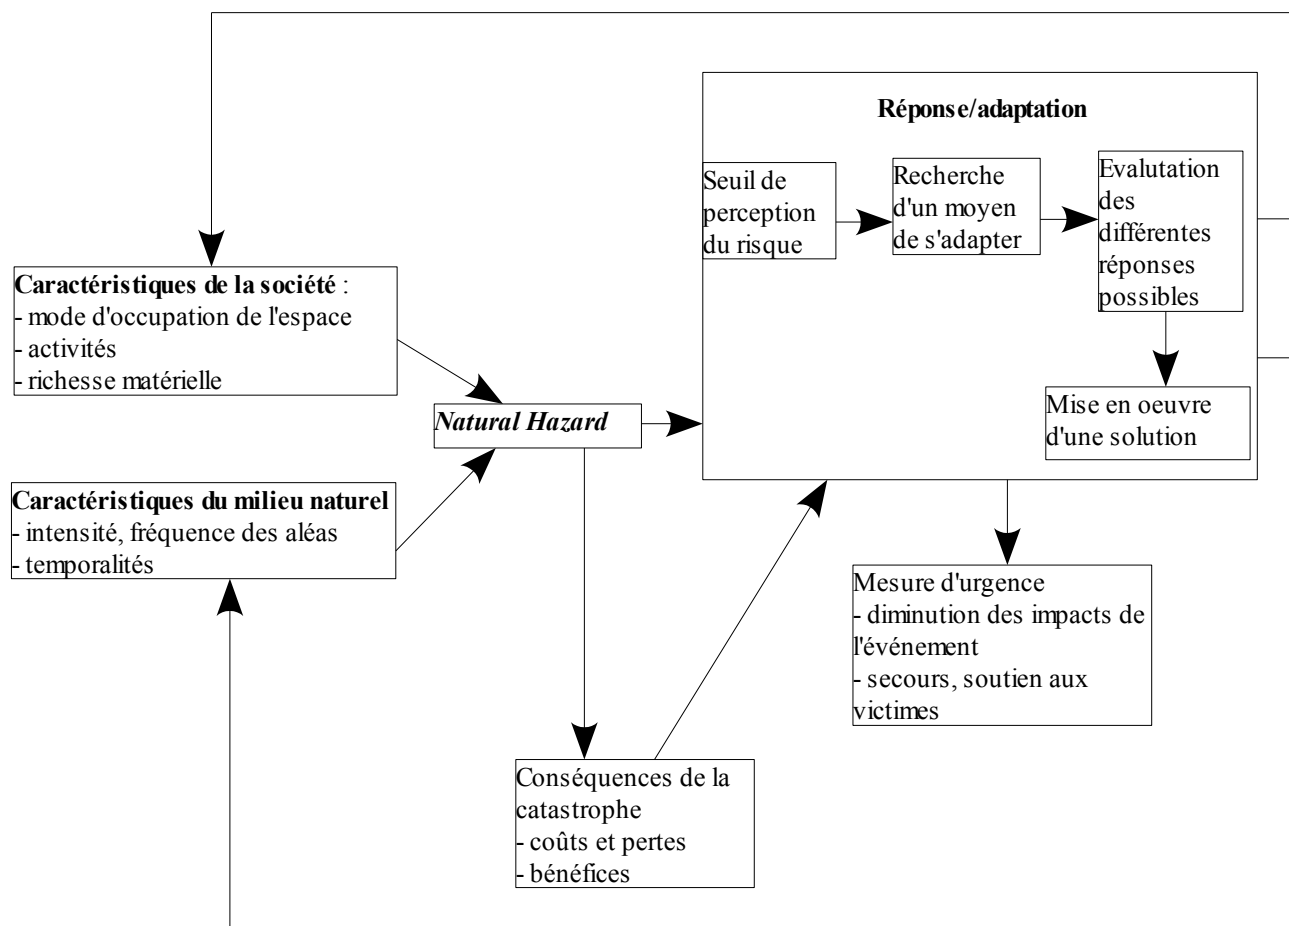 Réponse/adaptation
Seuil de
perception
du risque
Recherche
d'un moyen
de s'adapter
Evalutation
des
différentes
réponses
possibles
Mise en oeuvre
d'une solution
Caractéristiques de la société :
- mode d'occupation de l'espace
- activités
- richesse matérielle
Natural Hazard
Caractéristiques du milieu naturel
- intensité, fréquence des aléas
- temporalités
Mesure d'urgence
- diminution des impacts de
l'événement
- secours, soutien aux
victimes
Conséquences de la
catastrophe
- coûts et pertes
- bénéfices